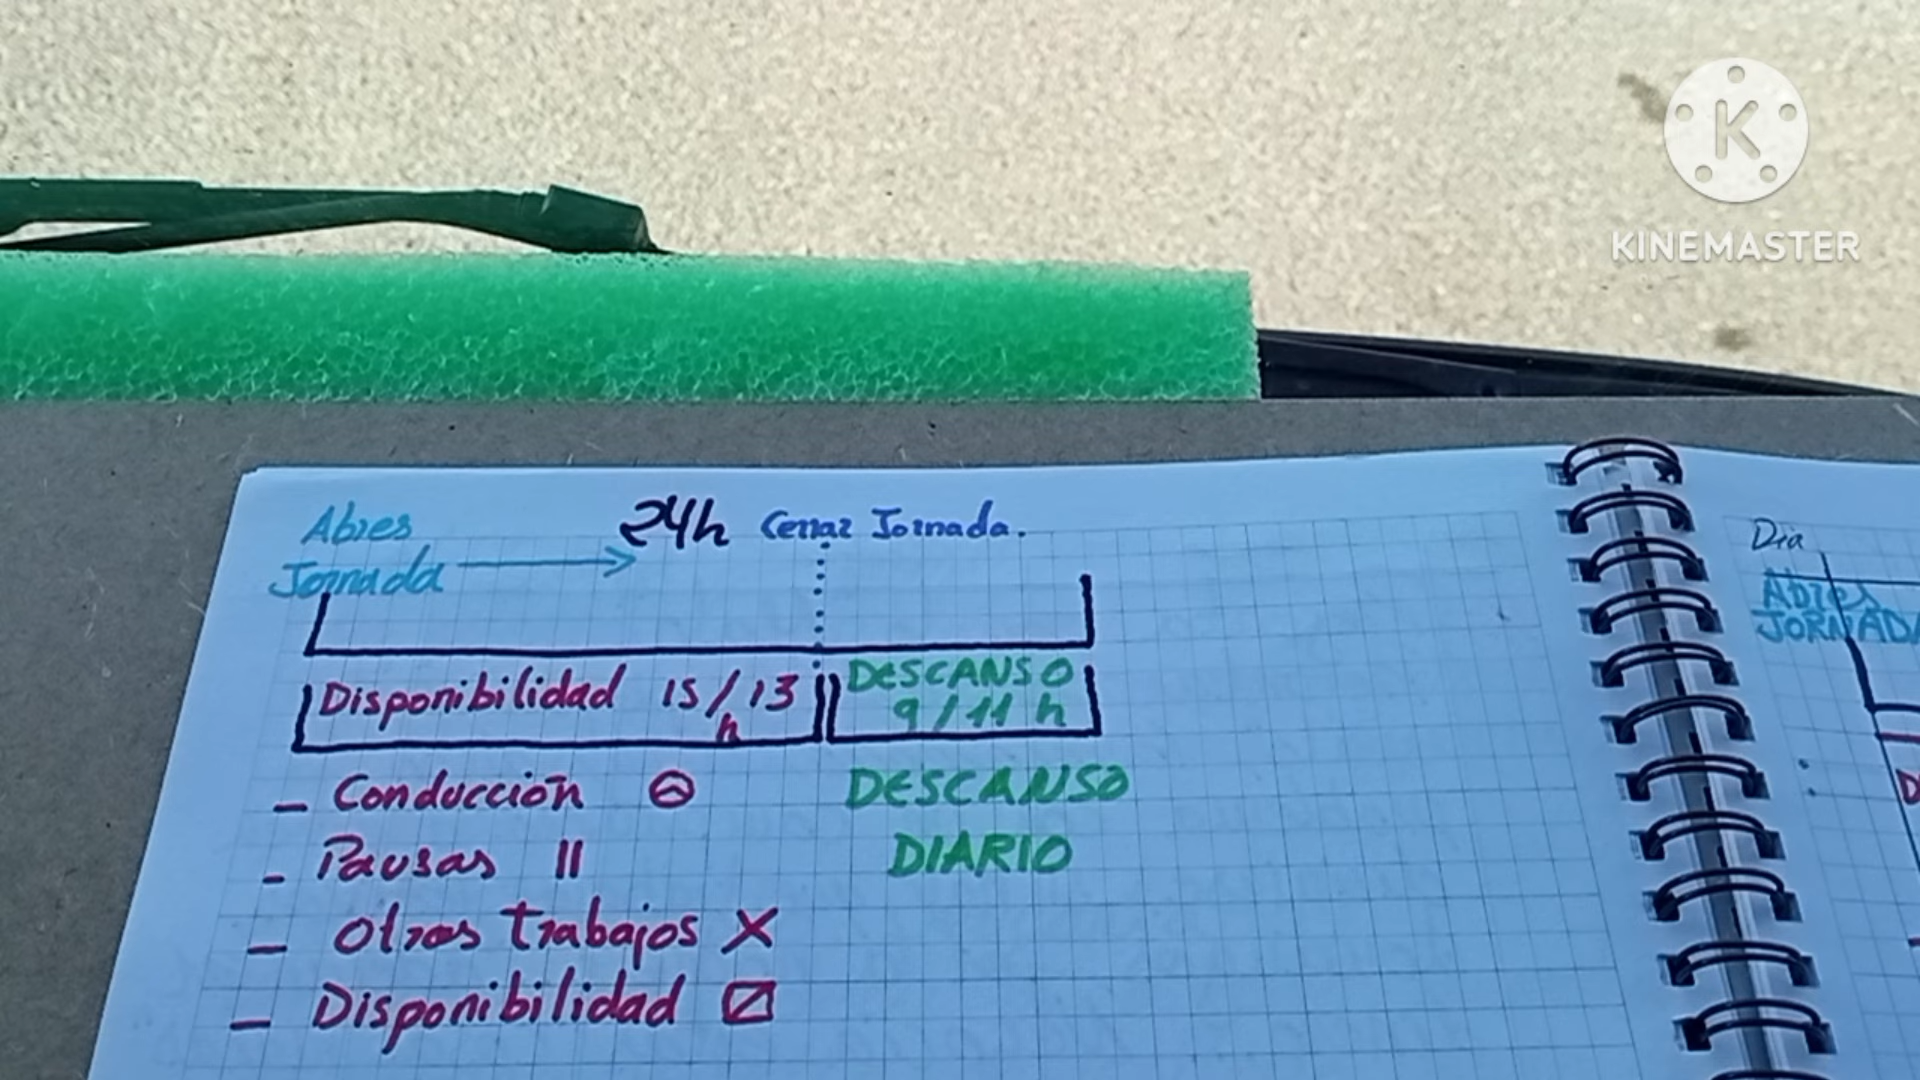 KINEMASTER
Abres
Jornada
24h Cerrar Jornada.
Disponibilidad 15/13
h
DESCANSO
9/11 h
- Conducción
- Pausas II
- Otros trabajos X
- Disponibilidad
DESCANSO
DIARIO
Dia
Abres
JORNADA
D